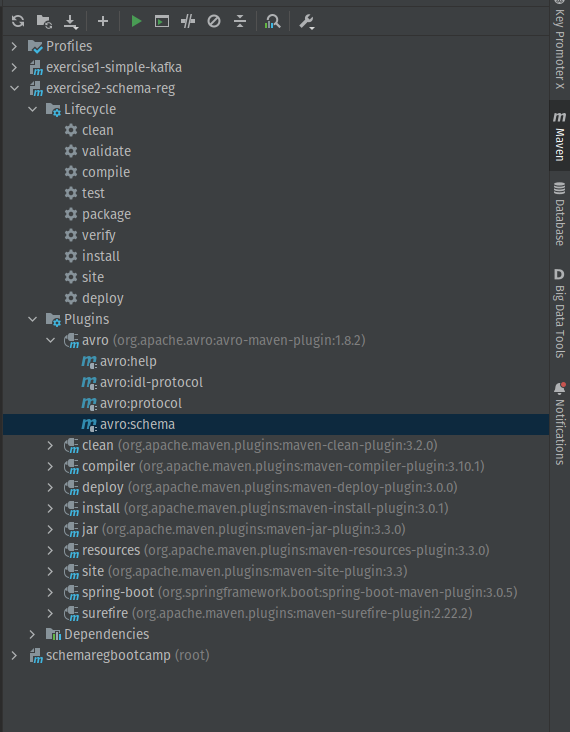 Profiles
exercise1-simple-kafka
exercise2-schema-reg
Lifecycle
clean
validate
compile
test
package
verify
install
site
deploy
Plugins
avro (org.apache.avro:avro-maven-plugin:1.8.2)
avro:help
avro:idl-protocol
avro:protocol
avro:schema
clean (org.apache.maven.plugins:maven-clean-plugin:3.2.0)
compiler (org.apache.maven.plugins:maven-compiler-plugin:3.10.1)
deploy (org.apache.maven.plugins:maven-deploy-plugin:3.0.0)
install (org.apache.maven.plugins:maven-install-plugin:3.0.1)
jar (org.apache.maven.plugins:maven-jar-plugin:3.3.0)
resources (org.apache.maven.plugins:maven-resources-plugin:3.3.0)
site (org.apache.maven.plugins:maven-site-plugin:3.3)
spring-boot (org.springframework.boot:spring-boot-maven-plugin:3.0.5)
surefire (org.apache.maven.plugins:maven-surefire-plugin:2.22.2)
Dependencies
schemaregbootcamp (root)
Key Promoter X
Maven
Database
D Big Data Tools
Notifications